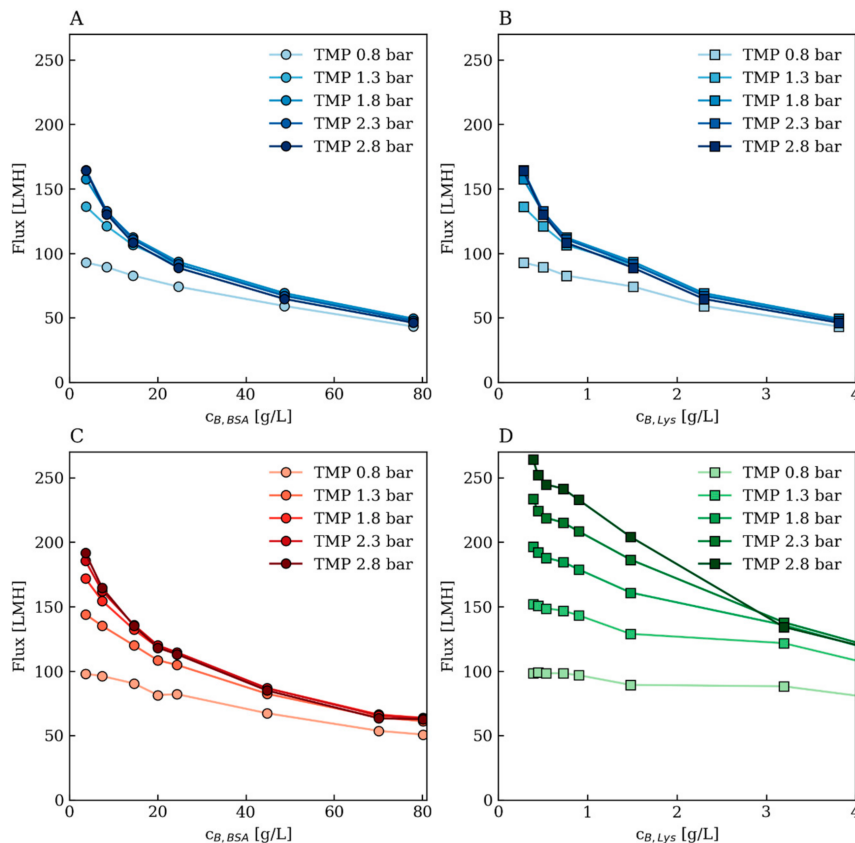 A
250
200
150
100
50
0
Flux [LMH]
TMP 0.8 bar
TMP 1.3 bar
TMP 1.8 bar
TMP 2.3 bar
TMP 2.8 bar
0 20 40 60 80
c_B,BSA [g/L]
B
250
200
150
100
50
0
Flux [LMH]
TMP 0.8 bar
TMP 1.3 bar
TMP 1.8 bar
TMP 2.3 bar
TMP 2.8 bar
0 1 2 3 4
c_B,Lys [g/L]
C
250
200
150
100
50
0
Flux [LMH]
TMP 0.8 bar
TMP 1.3 bar
TMP 1.8 bar
TMP 2.3 bar
TMP 2.8 bar
0 20 40 60 80
c_B,BSA [g/L]
D
250
200
150
100
50
0
Flux [LMH]
TMP 0.8 bar
TMP 1.3 bar
TMP 1.8 bar
TMP 2.3 bar
TMP 2.8 bar
0 1 2 3 4
c_B,Lys [g/L]